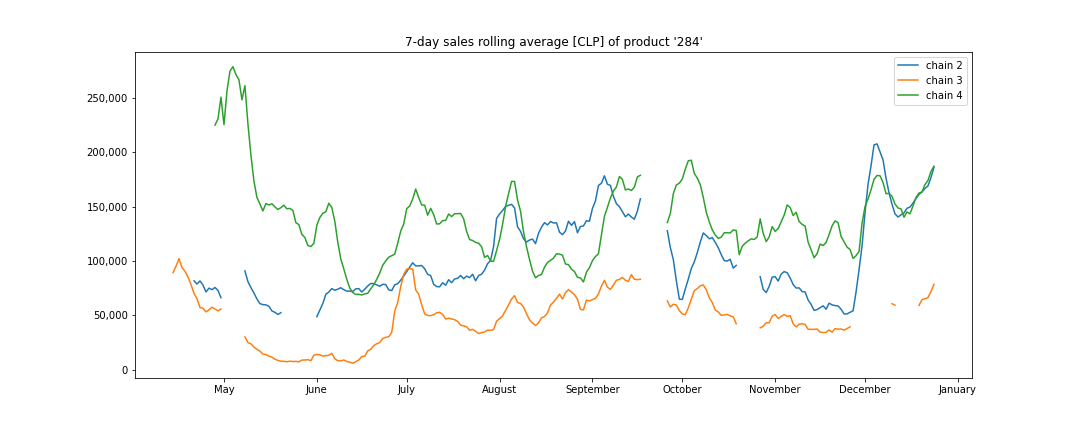 7-day sales rolling average [CLP] of product '284'
chain 2
chain 3
chain 4
250,000
200,000
150,000
100,000
50,000
0
May June July August September October November December January